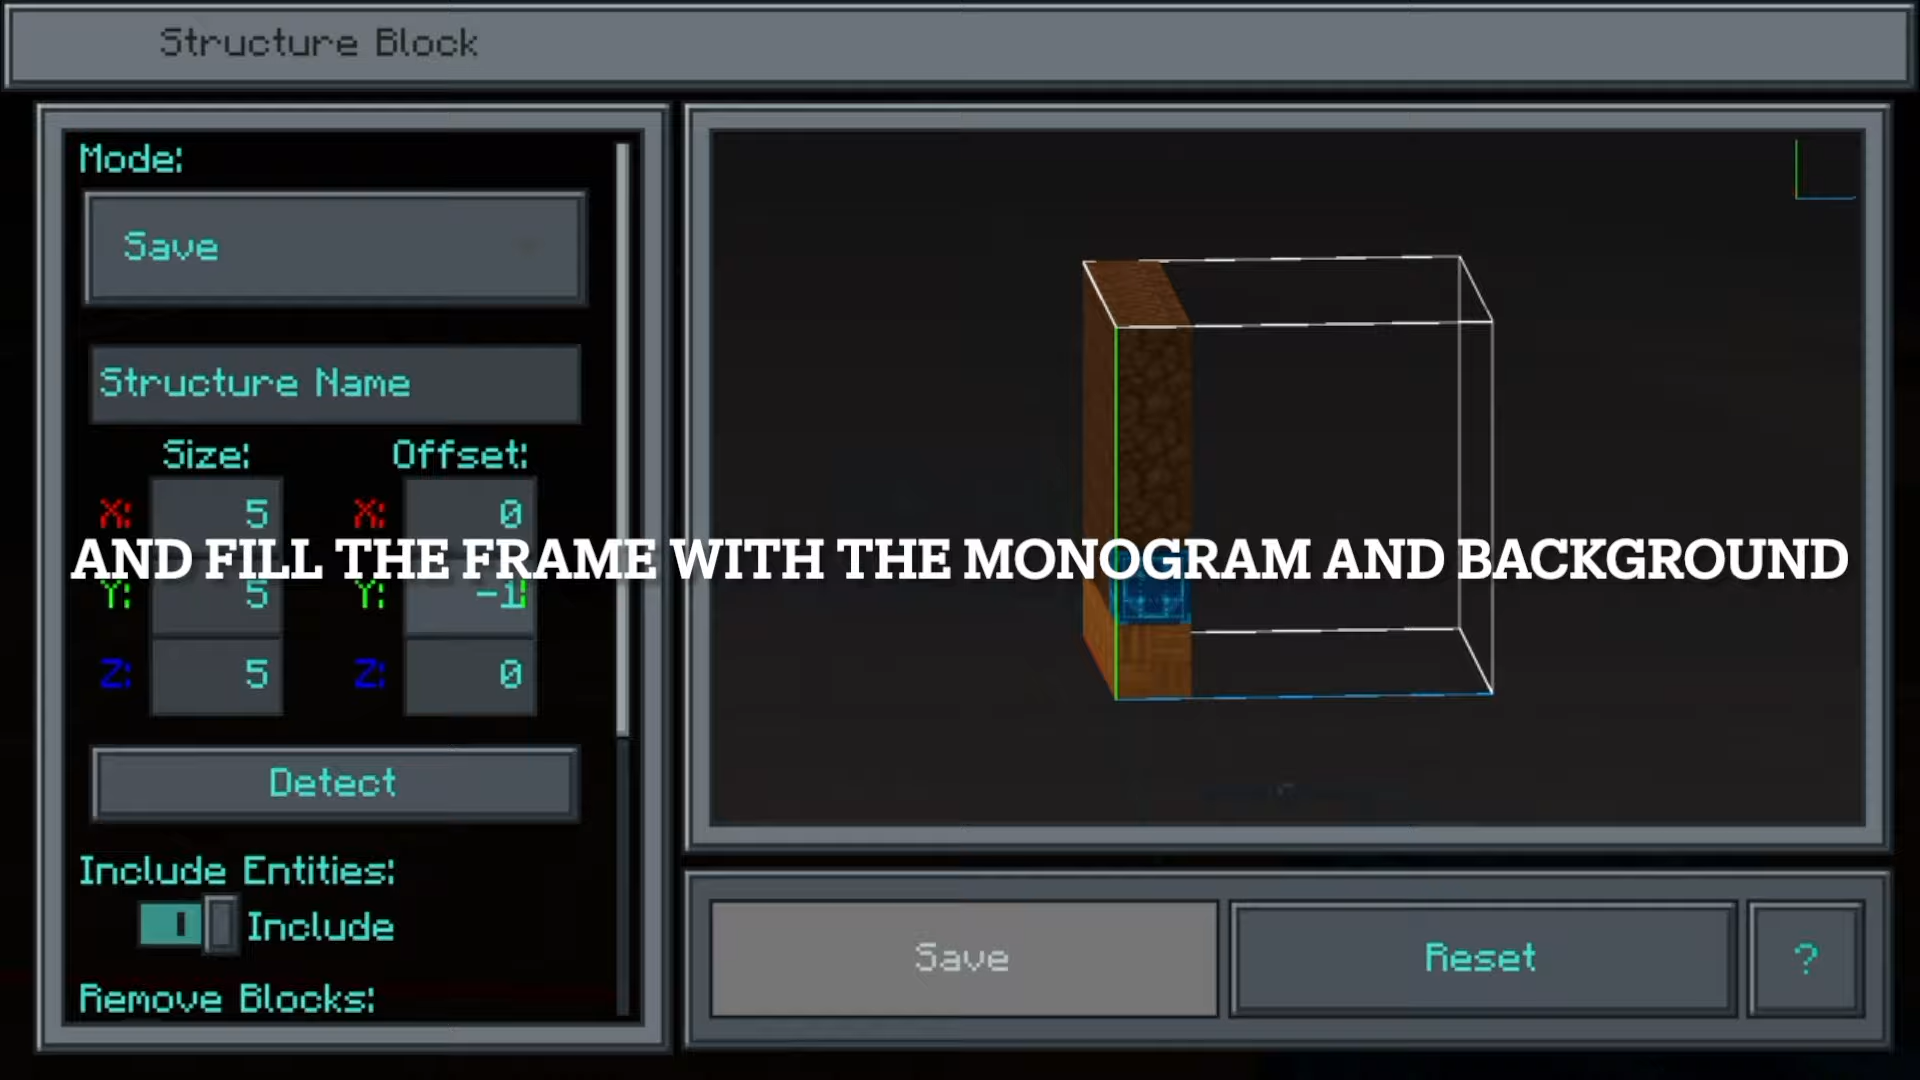 Structure Block
Mode:
Save
Structure Name
Size: Offset:
X: 5 X: 0
AND FILL THE FRAME WITH THE MONOGRAM AND BACKGROUND
Y: 5 Y: -1
Z: 5 Z: 0
Detect
Include Entities:
Include
Remove Blocks:
Save Reset ?